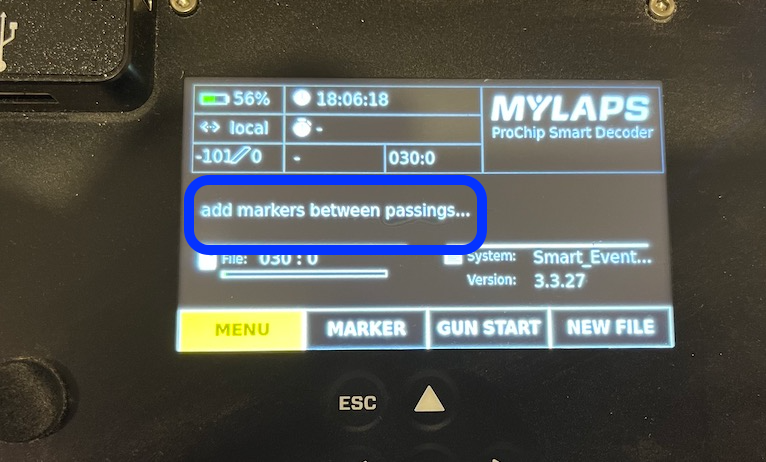 56% 18:06:18
MYLAPS
ProChip Smart Decoder
<-> local -
-101/0 - 030:0
add markers between passings...
File: 030 : 0 System: Smart_Event...
Version: 3.3.27
MENU MARKER GUN START NEW FILE
ESC